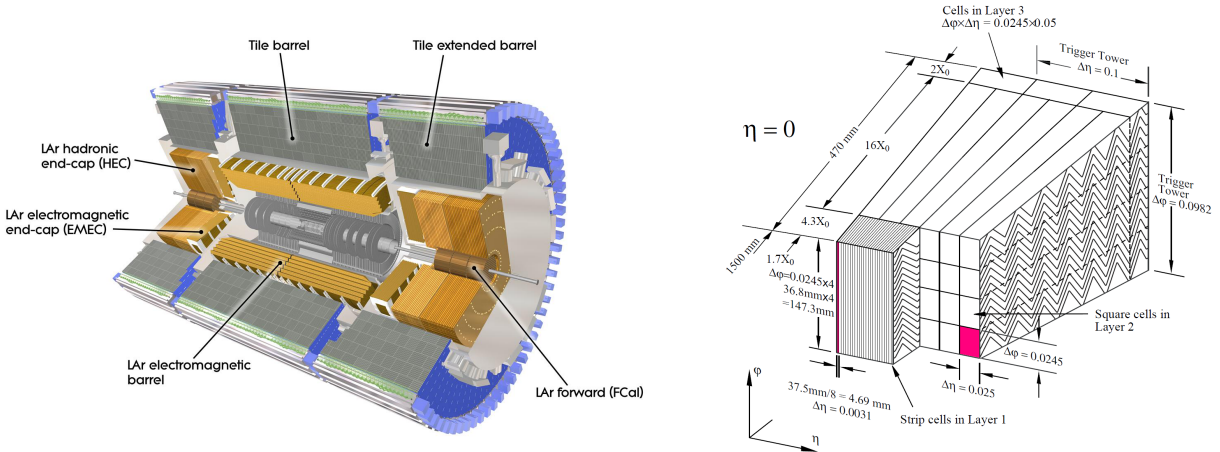 Tile barrel
Tile extended barrel
LAr hadronic
end-cap (HEC)
LAr electromagnetic
end-cap (EMEC)
LAr electromagnetic
barrel
LAr forward (FCal)
Cells in Layer 3
Δφ×Δη = 0.0245×0.05
Trigger Tower
Δη = 0.1
2X₀
η = 0
470 mm
16X₀
Trigger
Tower
Δφ = 0.0982
4.3X₀
1500 mm
1.7X₀
Δφ=0.0245x4
36.8mmx4
=147.3mm
Square cells in
Layer 2
Δφ = 0.0245
Δη = 0.025
37.5mm/8 = 4.69 mm
Δη = 0.0031
Strip cells in Layer 1
φ
η